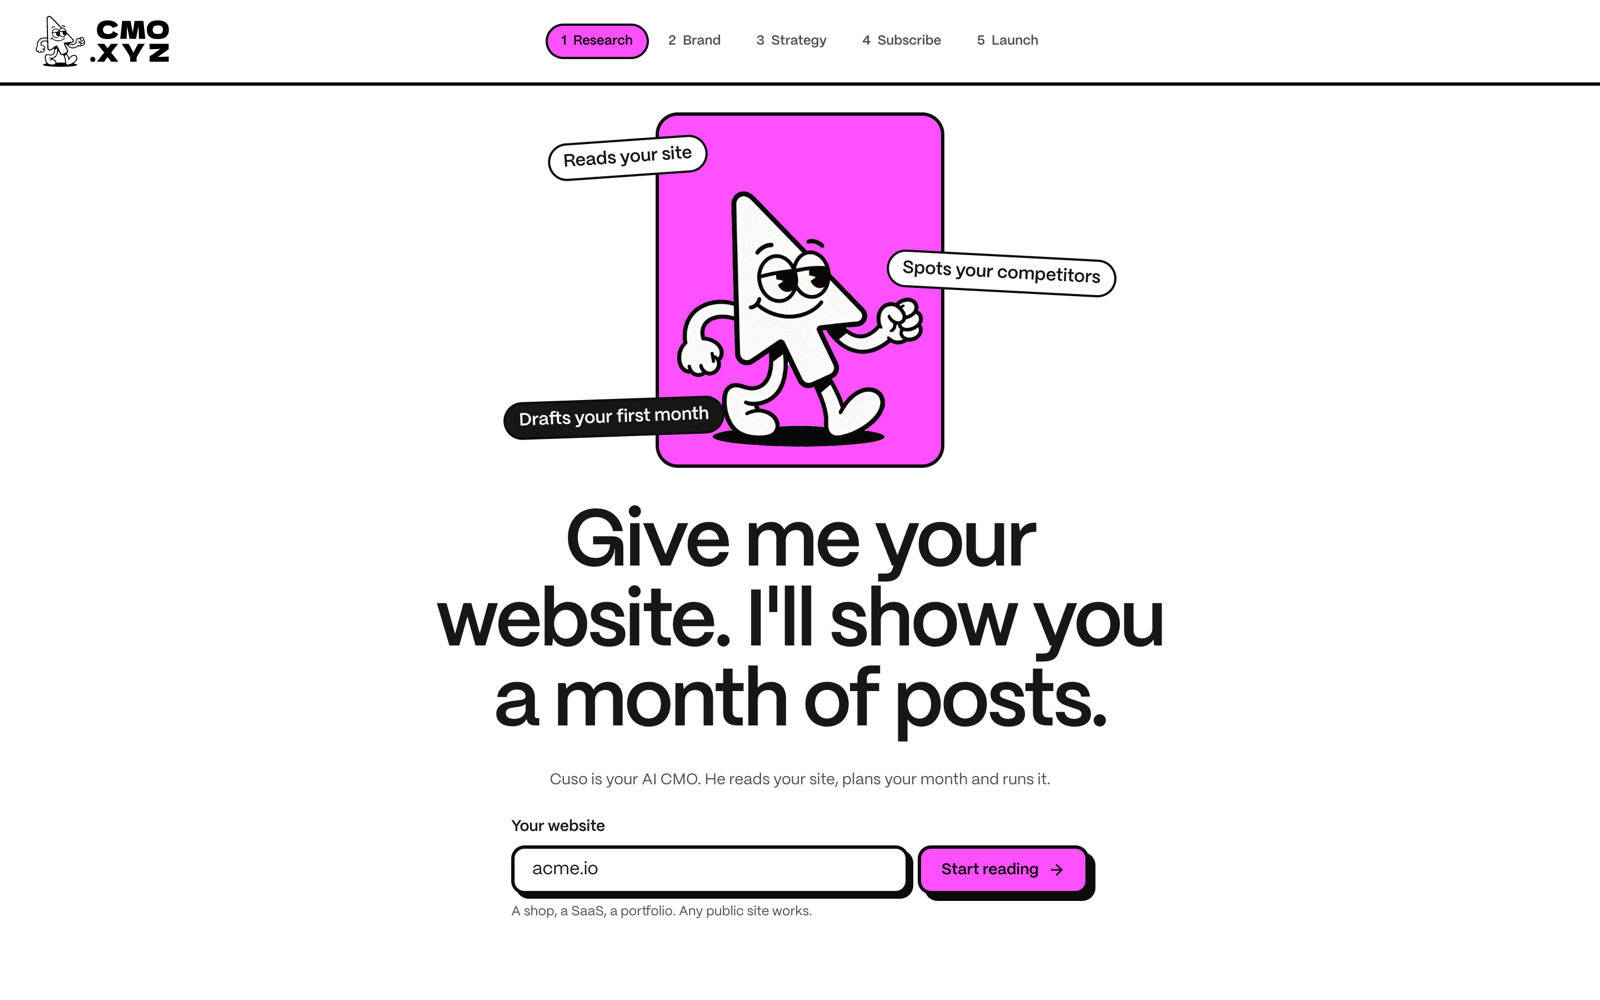 CMO
.XYZ
1 Research
2 Brand
3 Strategy
4 Subscribe
5 Launch
Reads your site
Spots your competitors
Drafts your first month
Give me your
website. I'll show you
a month of posts.
Cuso is your AI CMO. He reads your site, plans your month and runs it.
Your website
acme.io
Start reading →
A shop, a SaaS, a portfolio. Any public site works.